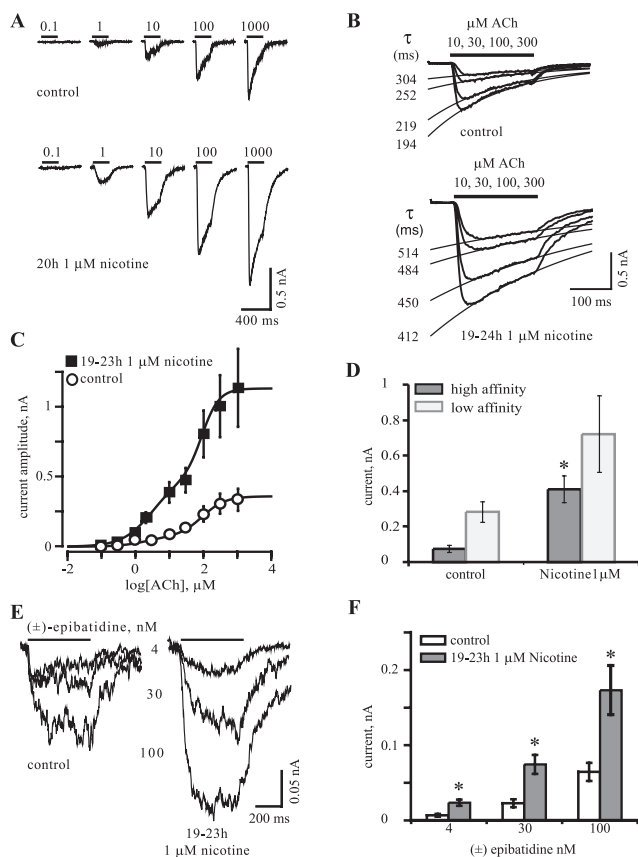 A
0.1 1 10 100 1000
control
0.1 1 10 100 1000
20h 1 µM nicotine
0.5 nA
400 ms
B
µM ACh
10, 30, 100, 300
τ
(ms)
304
252
219
194
control
µM ACh
10, 30, 100, 300
τ
(ms)
514
484
450
412
0.5 nA
100 ms
19-24h 1 µM nicotine
C
19-23h 1 µM nicotine
control
current amplitude, nA
1
0.5
0
-2 0 2 4
log[ACh], µM
D
high affinity
low affinity
current, nA
1.0
0.8
0.6
0.4
0.2
0
*
control Nicotine1 µM
E
(±)-epibatidine, nM
4
30
100
control
19-23h
1 µM nicotine
0.05 nA
200 ms
F
control
19-23h 1 µM Nicotine
current, nA
0.2
0.1
0
* * *
4 30 100
(±) epibatidine nM